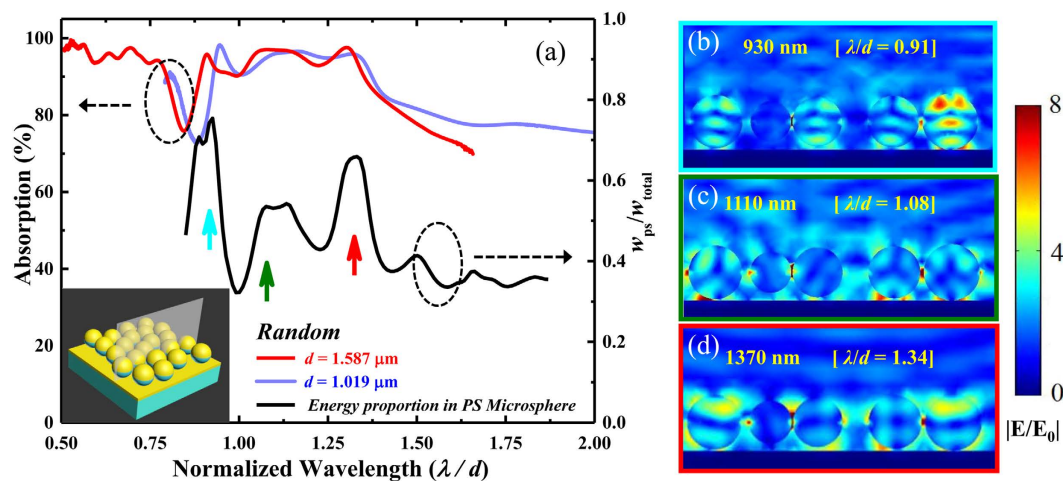 (a)
Absorption (%)
100
80
60
40
20
0
1.0
0.8
0.6
0.4
0.2
0.0
w_ps/w_total
Random
d = 1.587 μm
d = 1.019 μm
Energy proportion in PS Microsphere
0.50 0.75 1.00 1.25 1.50 1.75 2.00
Normalized Wavelength (λ / d)
(b) 930 nm [ λ/d = 0.91]
(c) 1110 nm [ λ/d = 1.08]
(d) 1370 nm [ λ/d = 1.34]
8
4
0
|E/E₀|